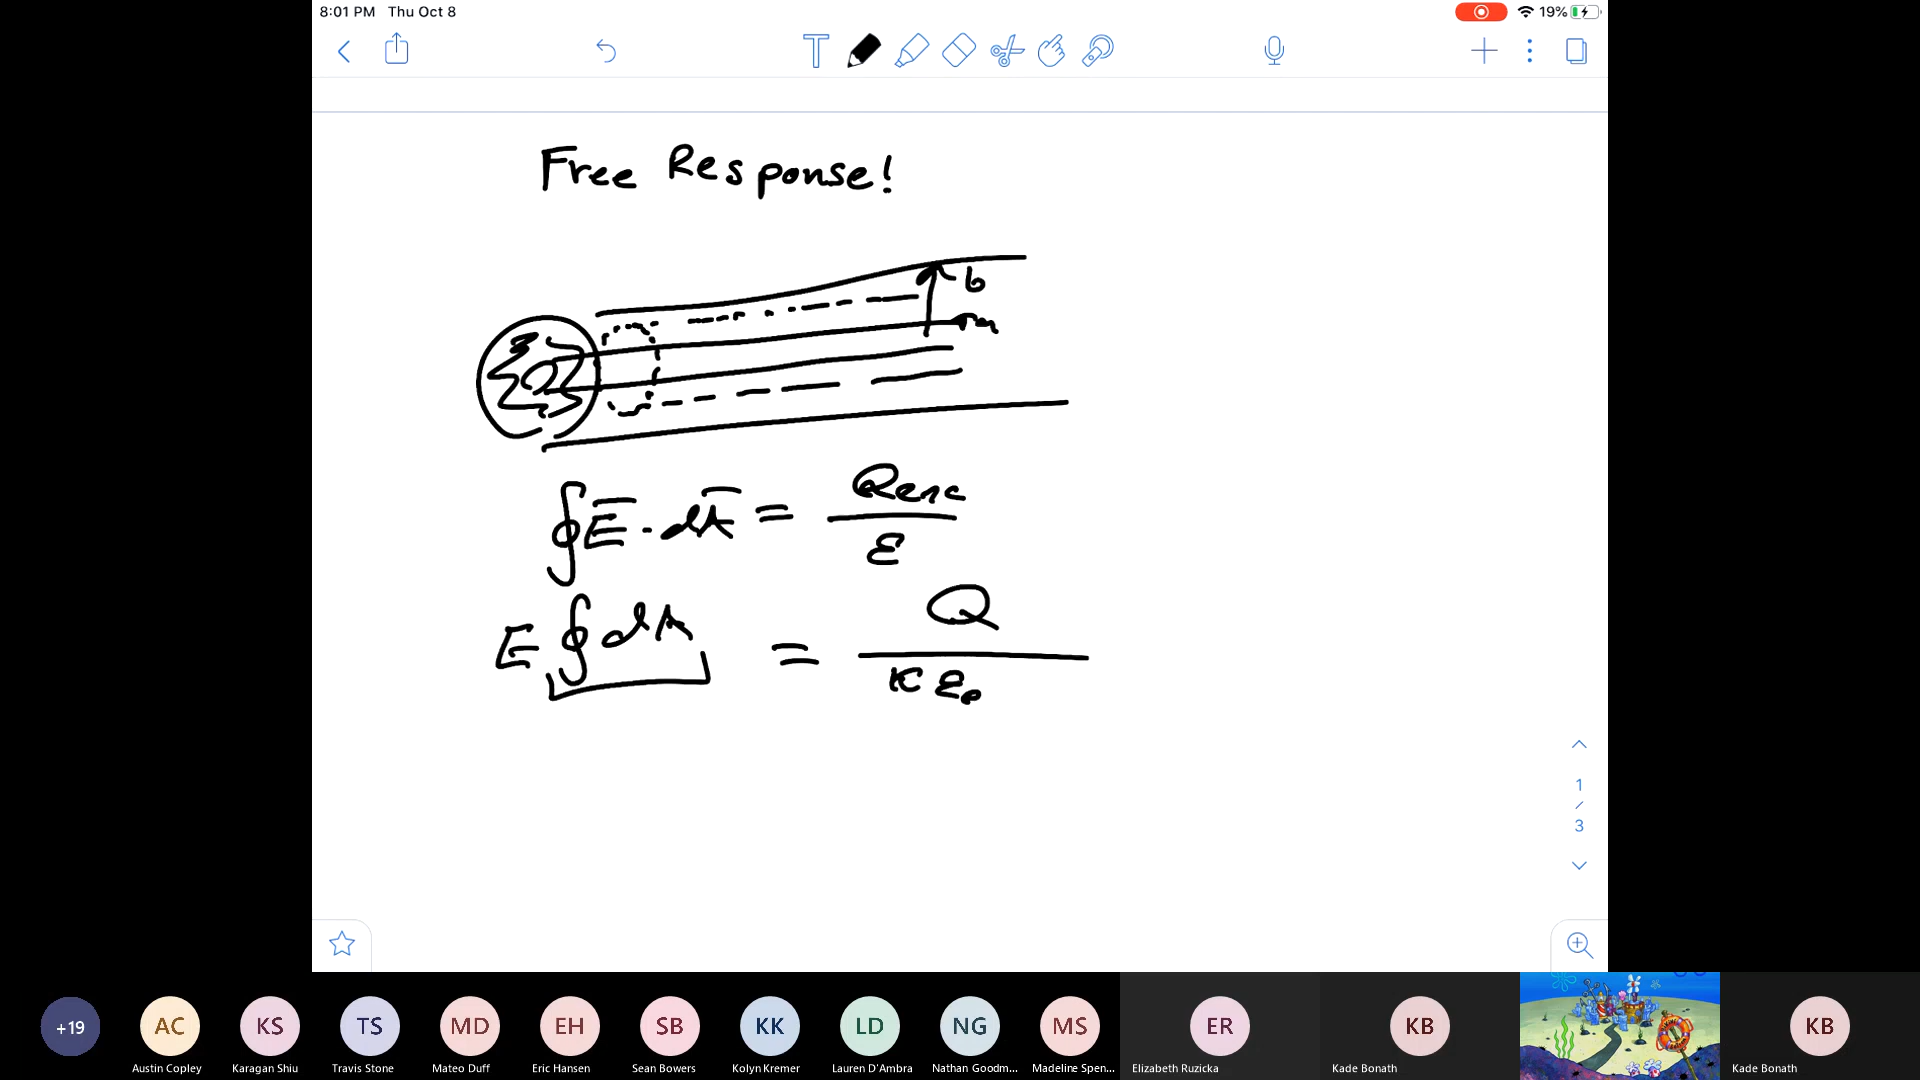 8:01 PM Thu Oct 8
19%
T
Free Response!
b
∮E̅ · dA̅ = Qenc / ε
E ∮dA = Q / κ ε₀
1
/
3
+19
AC KS TS MD EH SB KK LD NG MS ER KB KB
Austin Copley Karagan Shiu Travis Stone Mateo Duff Eric Hansen Sean Bowers Kolyn Kremer Lauren D'Ambra Nathan Goodm... Madeline Spen... Elizabeth Ruzicka Kade Bonath Kade Bonath